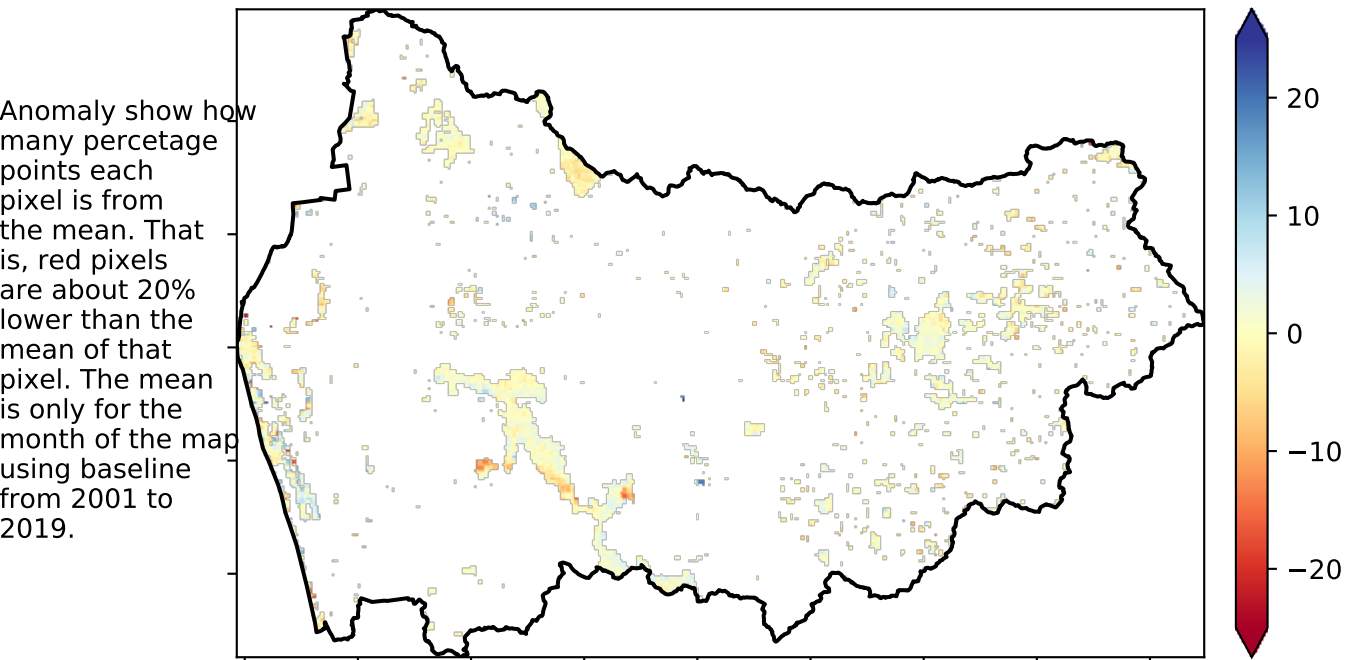 Anomaly show how
many percetage
points each
pixel is from
the mean. That
is, red pixels
are about 20%
lower than the
mean of that
pixel. The mean
is only for the
month of the map
using baseline
from 2001 to
2019.
20
10
0
−10
−20